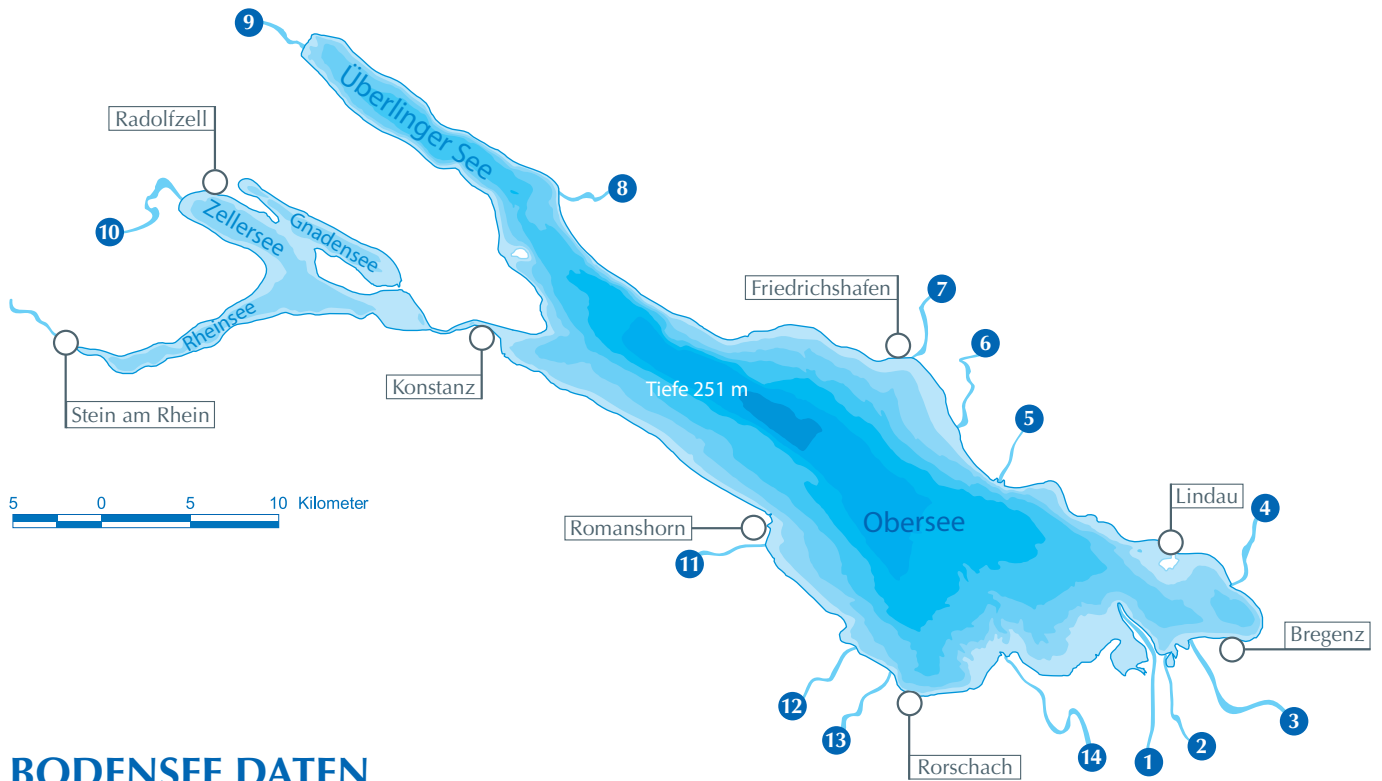 9
Überlinger See
Radolfzell
8
Zellersee
Gnadensee
10
Friedrichshafen
7
Rheinsee
6
Konstanz
Tiefe 251 m
Stein am Rhein
5
5 0 5 10 Kilometer
Lindau
4
Romanshorn
Obersee
11
Bregenz
12
13
3
2
14
1
Rorschach
BODENSEE DATEN